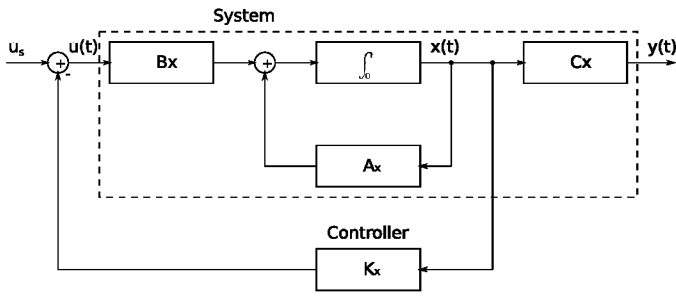 System
uₛ u(t) x(t) y(t)
+ - Bx + ∫₀ Cx
Aₓ
Controller
Kₓ